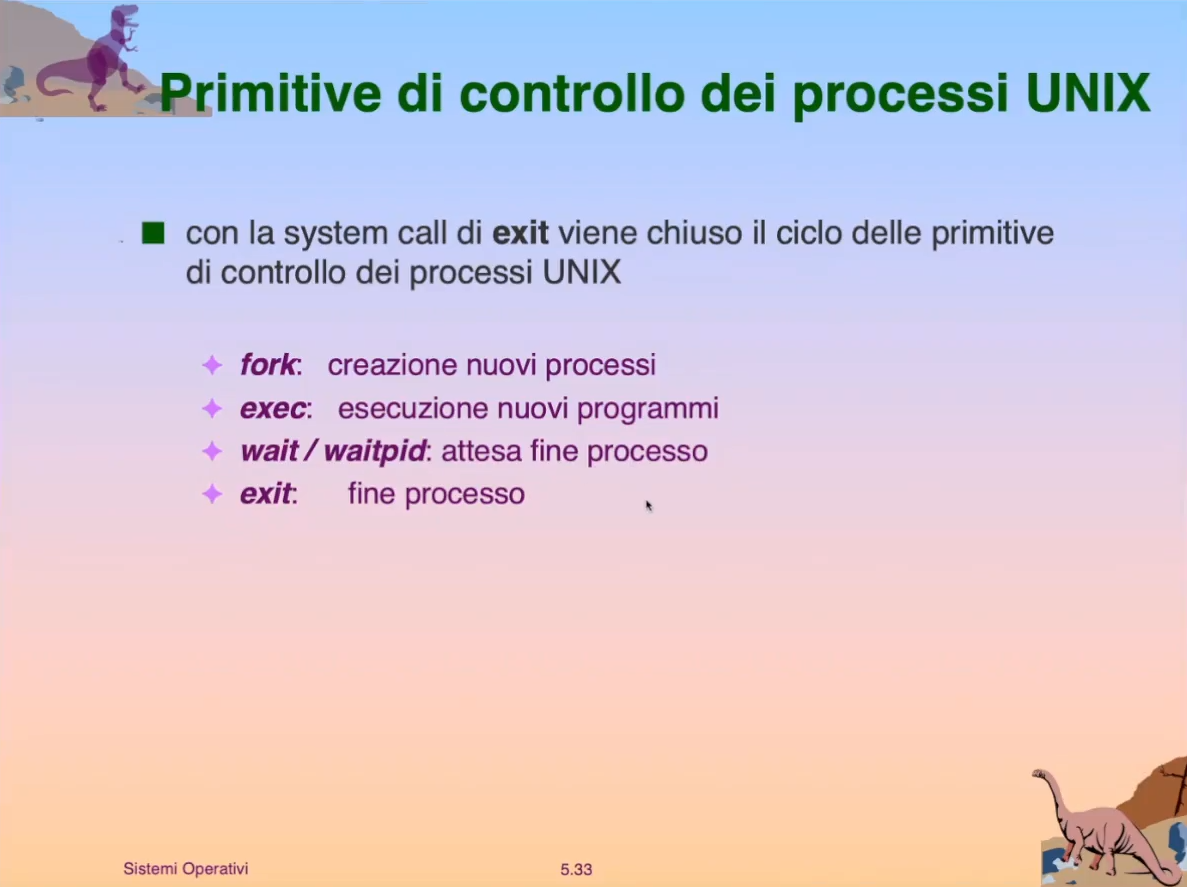 Primitive di controllo dei processi UNIX
con la system call di exit viene chiuso il ciclo delle primitive
di controllo dei processi UNIX
fork: creazione nuovi processi
exec: esecuzione nuovi programmi
wait / waitpid: attesa fine processo
exit: fine processo
Sistemi Operativi
5.33